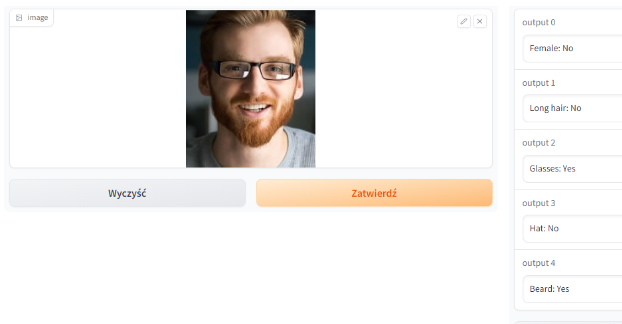 image
Wyczyść
Zatwierdź
output 0
Female: No
output 1
Long hair: No
output 2
Glasses: Yes
output 3
Hat: No
output 4
Beard: Yes